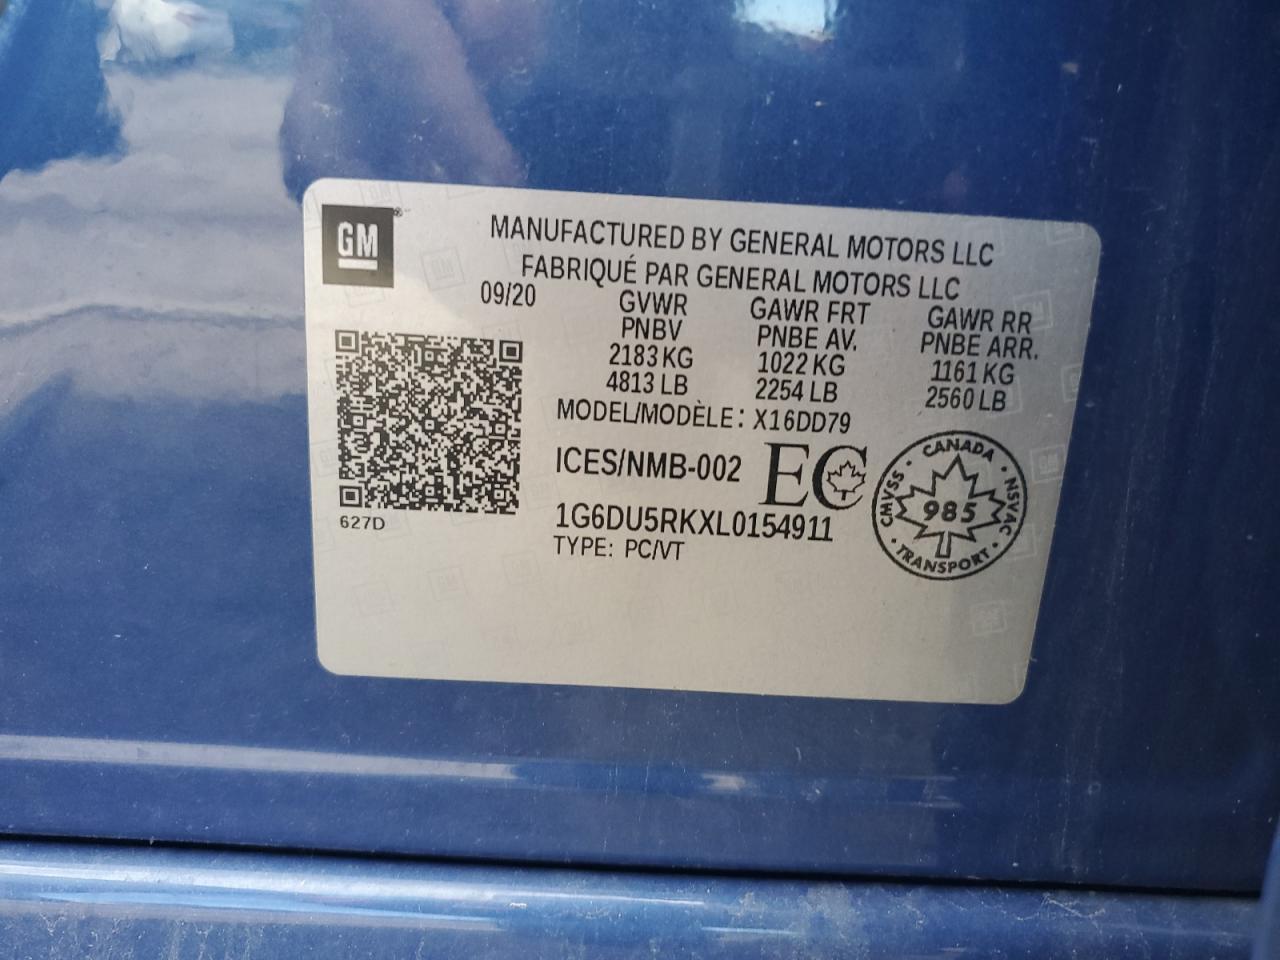 GM®
MANUFACTURED BY GENERAL MOTORS LLC
FABRIQUÉ PAR GENERAL MOTORS LLC
09/20 GVWR GAWR FRT GAWR RR
PNBV PNBE AV. PNBE ARR.
2183 KG 1022 KG 1161 KG
4813 LB 2254 LB 2560 LB
MODEL/MODÈLE: X16DD79
ICES/NMB-002 EC
627D
1G6DU5RKXL0154911
TYPE: PC/VT
CANADA
CMVSS • NSVAC
985
• TRANSPORT •